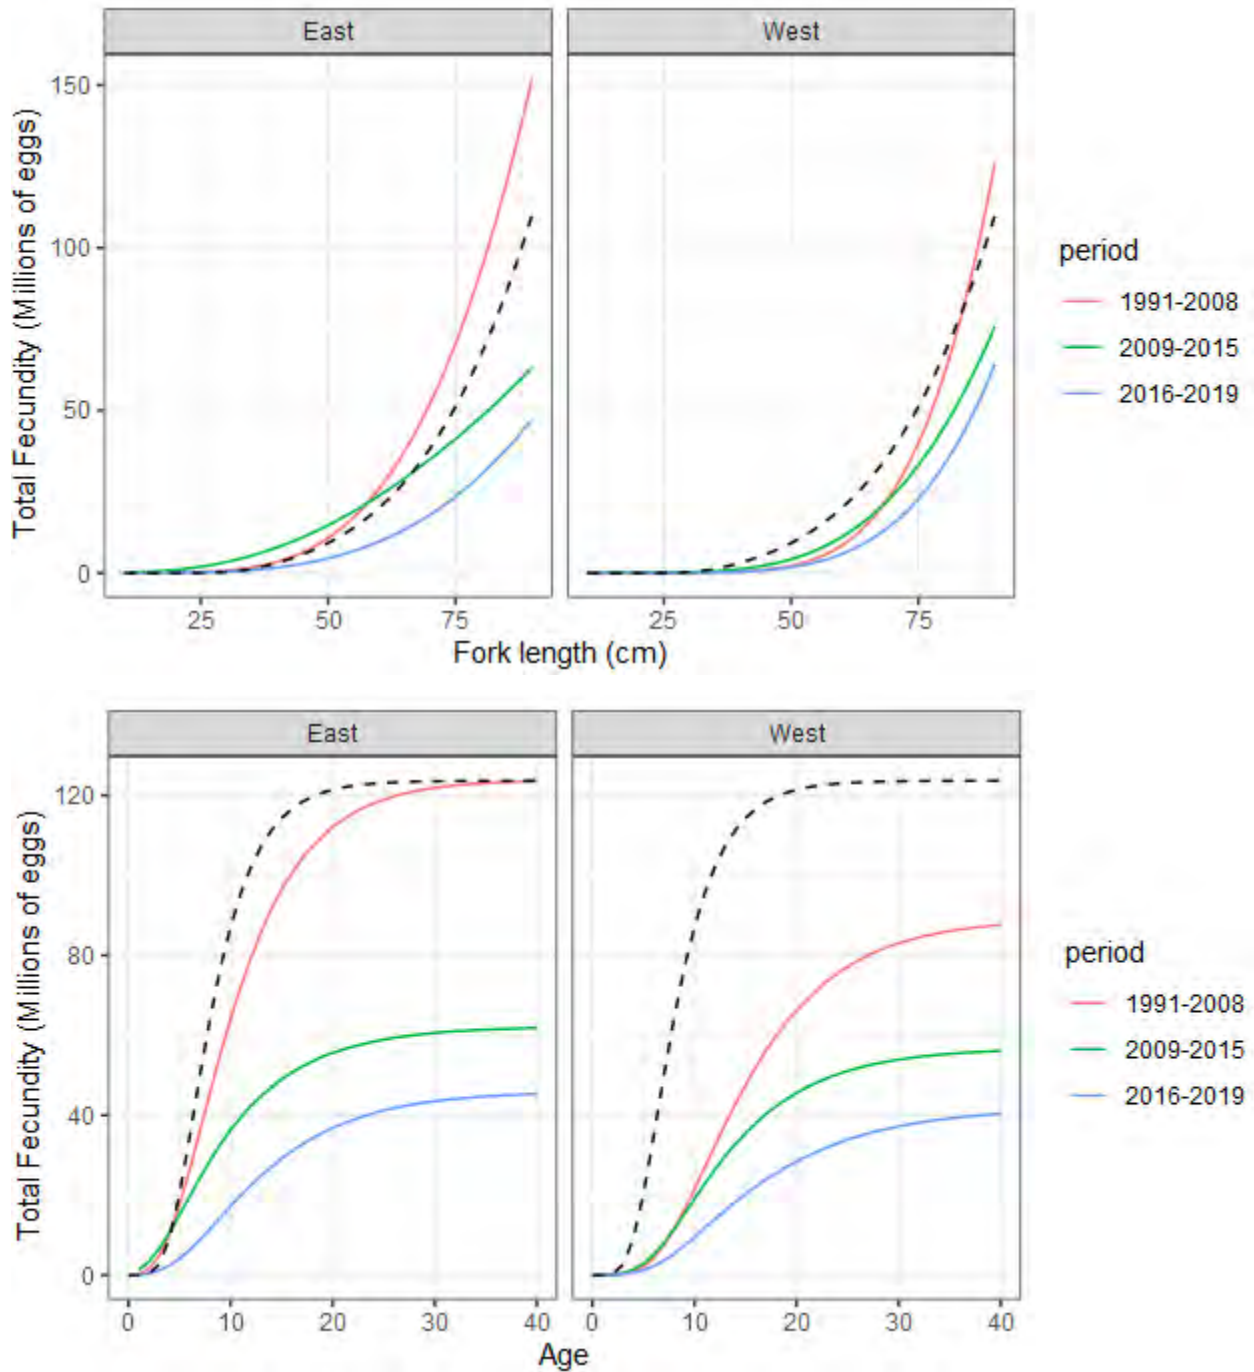 East West
Total Fecundity (Millions of eggs)
150
100
50
0
25 50 75 25 50 75
Fork length (cm)
period
1991-2008
2009-2015
2016-2019
East West
Total Fecundity (Millions of eggs)
120
80
40
0
0 10 20 30 40 0 10 20 30 40
Age
period
1991-2008
2009-2015
2016-2019